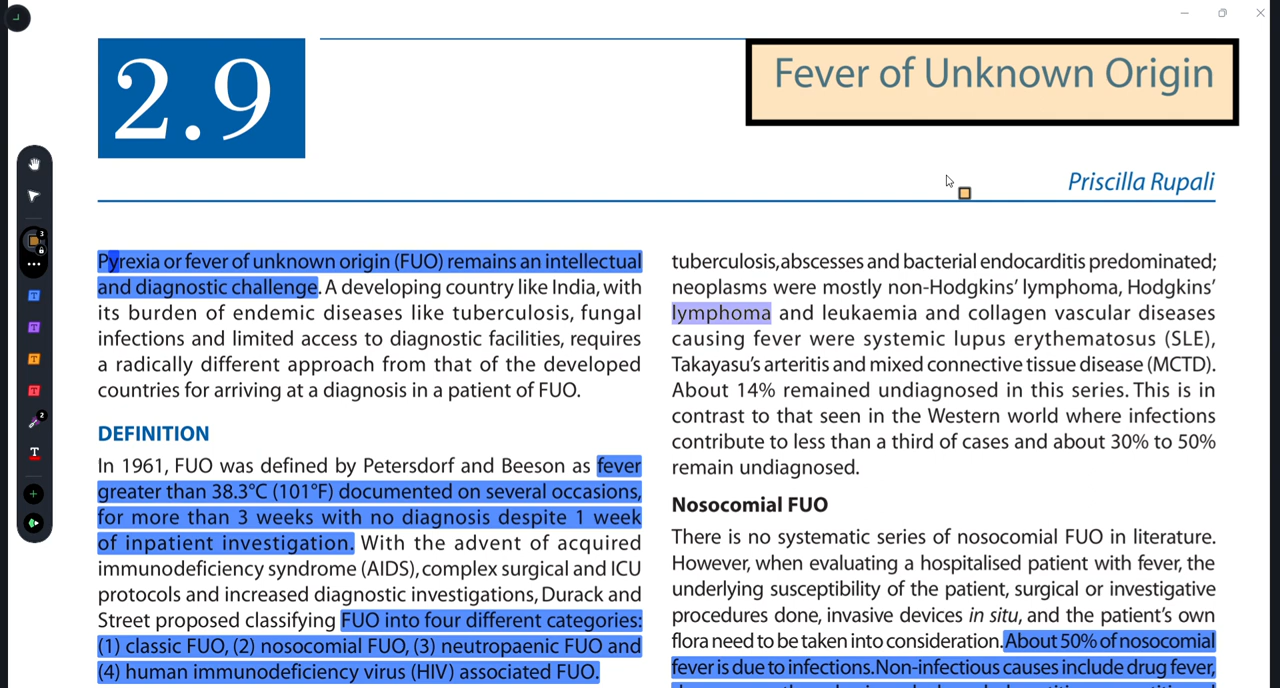 2.9
Fever of Unknown Origin
Priscilla Rupali
Pyrexia or fever of unknown origin (FUO) remains an intellectual
and diagnostic challenge. A developing country like India, with
its burden of endemic diseases like tuberculosis, fungal
infections and limited access to diagnostic facilities, requires
a radically different approach from that of the developed
countries for arriving at a diagnosis in a patient of FUO.
DEFINITION
In 1961, FUO was defined by Petersdorf and Beeson as fever
greater than 38.3°C (101°F) documented on several occasions,
for more than 3 weeks with no diagnosis despite 1 week
of inpatient investigation. With the advent of acquired
immunodeficiency syndrome (AIDS), complex surgical and ICU
protocols and increased diagnostic investigations, Durack and
Street proposed classifying FUO into four different categories:
(1) classic FUO, (2) nosocomial FUO, (3) neutropaenic FUO and
(4) human immunodeficiency virus (HIV) associated FUO.
tuberculosis, abscesses and bacterial endocarditis predominated;
neoplasms were mostly non-Hodgkins' lymphoma, Hodgkins'
lymphoma and leukaemia and collagen vascular diseases
causing fever were systemic lupus erythematosus (SLE),
Takayasu's arteritis and mixed connective tissue disease (MCTD).
About 14% remained undiagnosed in this series. This is in
contrast to that seen in the Western world where infections
contribute to less than a third of cases and about 30% to 50%
remain undiagnosed.
Nosocomial FUO
There is no systematic series of nosocomial FUO in literature.
However, when evaluating a hospitalised patient with fever, the
underlying susceptibility of the patient, surgical or investigative
procedures done, invasive devices in situ, and the patient's own
flora need to be taken into consideration. About 50% of nosocomial
fever is due to infections. Non-infectious causes include drug fever,